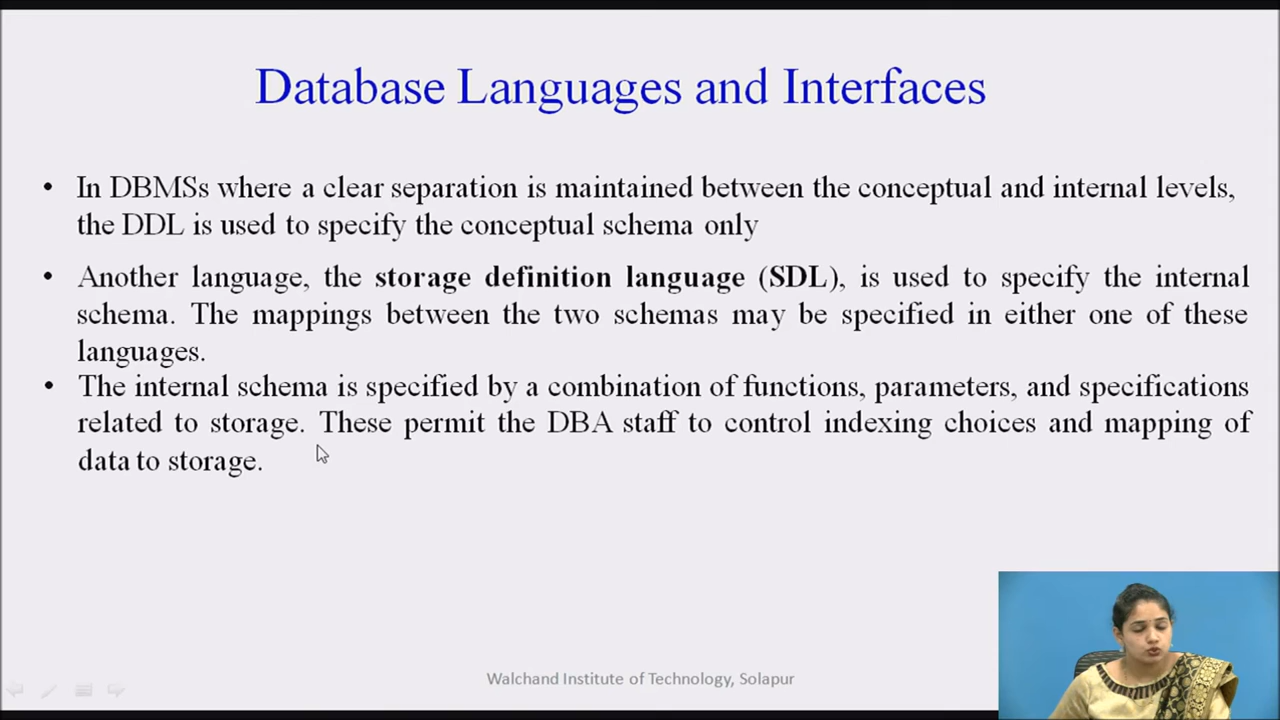 Database Languages and Interfaces
• In DBMSs where a clear separation is maintained between the conceptual and internal levels,
the DDL is used to specify the conceptual schema only
• Another language, the storage definition language (SDL), is used to specify the internal
schema. The mappings between the two schemas may be specified in either one of these
languages.
• The internal schema is specified by a combination of functions, parameters, and specifications
related to storage. These permit the DBA staff to control indexing choices and mapping of
data to storage.
Walchand Institute of Technology, Solapur